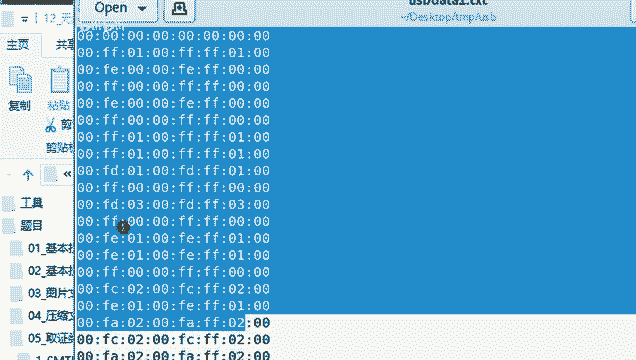 Open
usbdata1.txt
~/Desktop/tmp/usb
12_
主页
共享
复制
粘贴
剪
剪贴板
工具
题目
01_基本
02_基本
03_图片
04_压缩
05_取证
00:00:00:00:00:00:00:00
00:ff:01:00:ff:ff:01:00
00:fe:00:00:fe:ff:00:00
00:ff:00:00:ff:ff:00:00
00:fe:00:00:fe:ff:00:00
00:ff:00:00:ff:ff:00:00
00:ff:01:00:ff:ff:01:00
00:ff:01:00:ff:ff:01:00
00:fd:01:00:fd:ff:01:00
00:ff:00:00:ff:ff:00:00
00:fd:03:00:fd:ff:03:00
00:ff:00:00:ff:ff:00:00
00:fe:01:00:fe:ff:01:00
00:fe:01:00:fe:ff:01:00
00:ff:00:00:ff:ff:00:00
00:fc:02:00:fc:ff:02:00
00:fe:01:00:fe:ff:01:00
00:fa:02:00:fa:ff:02:00
00:fc:02:00:fc:ff:02:00
00:fa:02:00:fa:ff:02:00